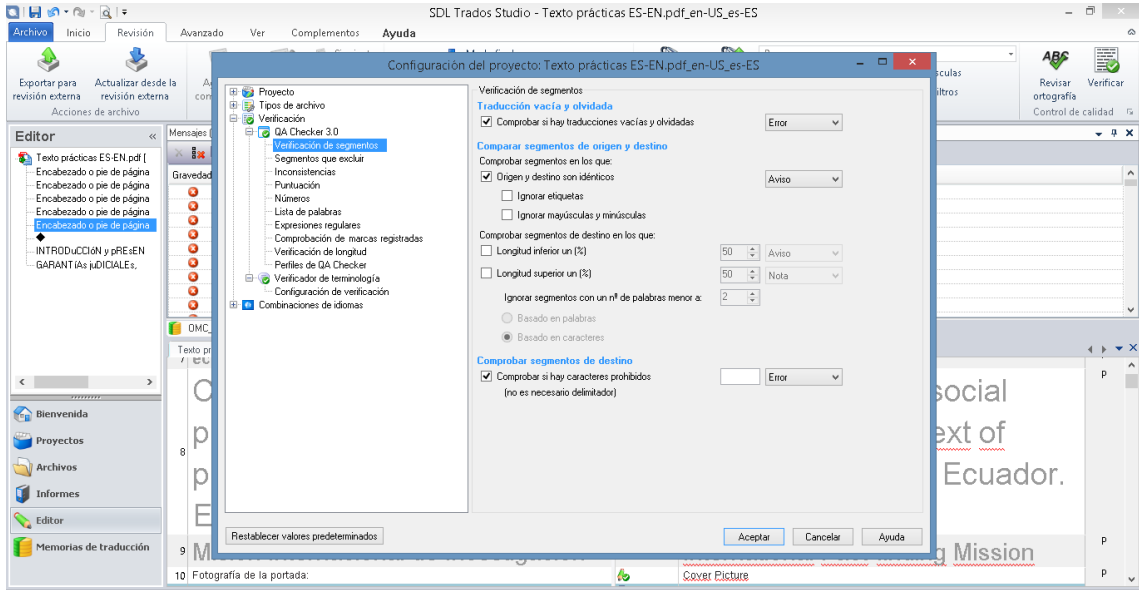 SDL Trados Studio - Texto prácticas ES-EN.pdf_en-US_es-ES
Archivo Inicio Revisión Avanzado Ver Complementos Ayuda
Exportar para revisión externa
Actualizar desde la revisión externa
Acciones de archivo
ABC
Revisar ortografía
Verificar
Control de calidad
Editor «
Texto prácticas ES-EN.pdf [
Encabezado o pie de página
Encabezado o pie de página
Encabezado o pie de página
Encabezado o pie de página
Encabezado o pie de página
INTRODuCCIóN y pREsEN
GARANTíAs juDICIALEs,
Bienvenida
Proyectos
Archivos
Informes
Editor
Memorias de traducción
Mensajes (
Gravedad
OMC_
Texto pr
Configuración del proyecto: Texto prácticas ES-EN.pdf_en-US_es-ES
Proyecto
Tipos de archivo
Verificación
QA Checker 3.0
Verificación de segmentos
Segmentos que excluir
Inconsistencias
Puntuación
Números
Lista de palabras
Expresiones regulares
Comprobación de marcas registradas
Verificación de longitud
Perfiles de QA Checker
Verificador de terminología
Configuración de verificación
Combinaciones de idiomas
Verificación de segmentos
Traducción vacía y olvidada
Comprobar si hay traducciones vacías y olvidadas Error
Comparar segmentos de origen y destino
Comprobar segmentos en los que:
Origen y destino son idénticos Aviso
Ignorar etiquetas
Ignorar mayúsculas y minúsculas
Comprobar segmentos de destino en los que:
Longitud inferior un (%) 50 Aviso
Longitud superior un (%) 50 Nota
Ignorar segmentos con un nº de palabras menor a: 2
Basado en palabras
Basado en caracteres
Comprobar segmentos de destino
Comprobar si hay caracteres prohibidos Error
(no es necesario delimitador)
Restablecer valores predeterminados Aceptar Cancelar Ayuda
social P
8
ext of
Ecuador.
9 Mission P
10 Fotografía de la portada: Cover Picture P